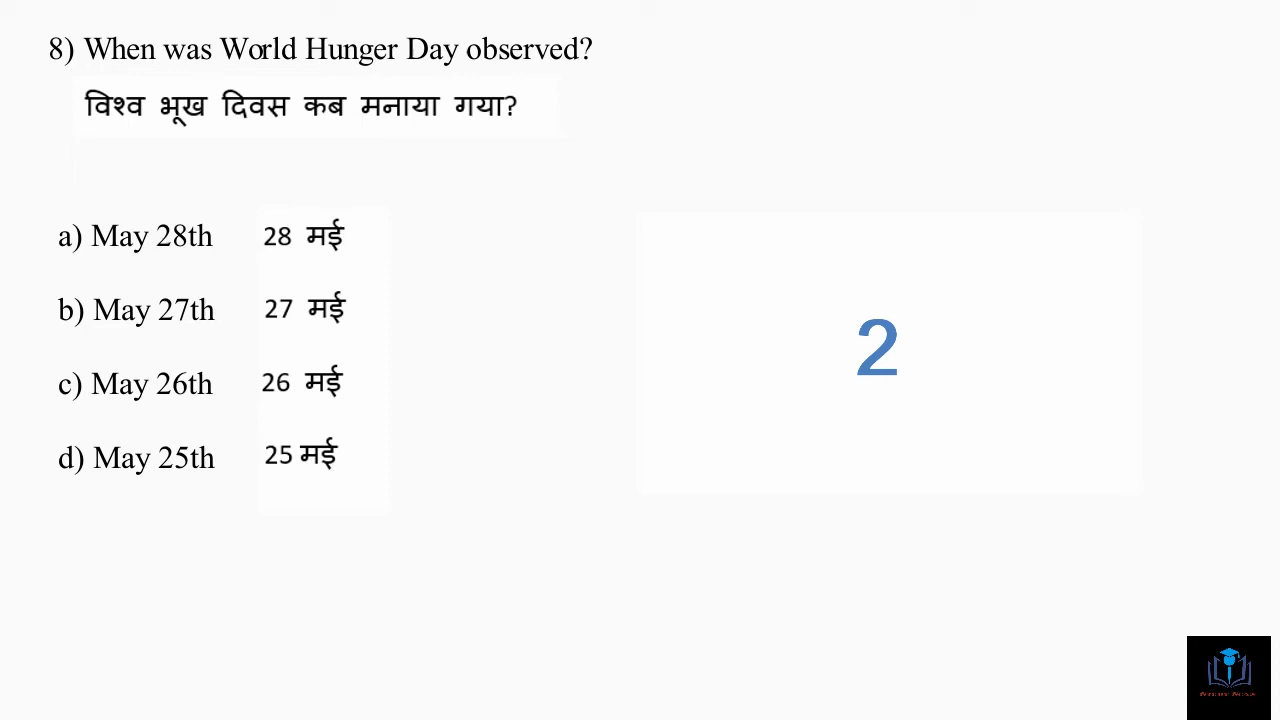 8) When was World Hunger Day observed?
विश्व भूख दिवस कब मनाया गया?
a) May 28th 28 मई
b) May 27th 27 मई
2
c) May 26th 26 मई
d) May 25th 25 मई